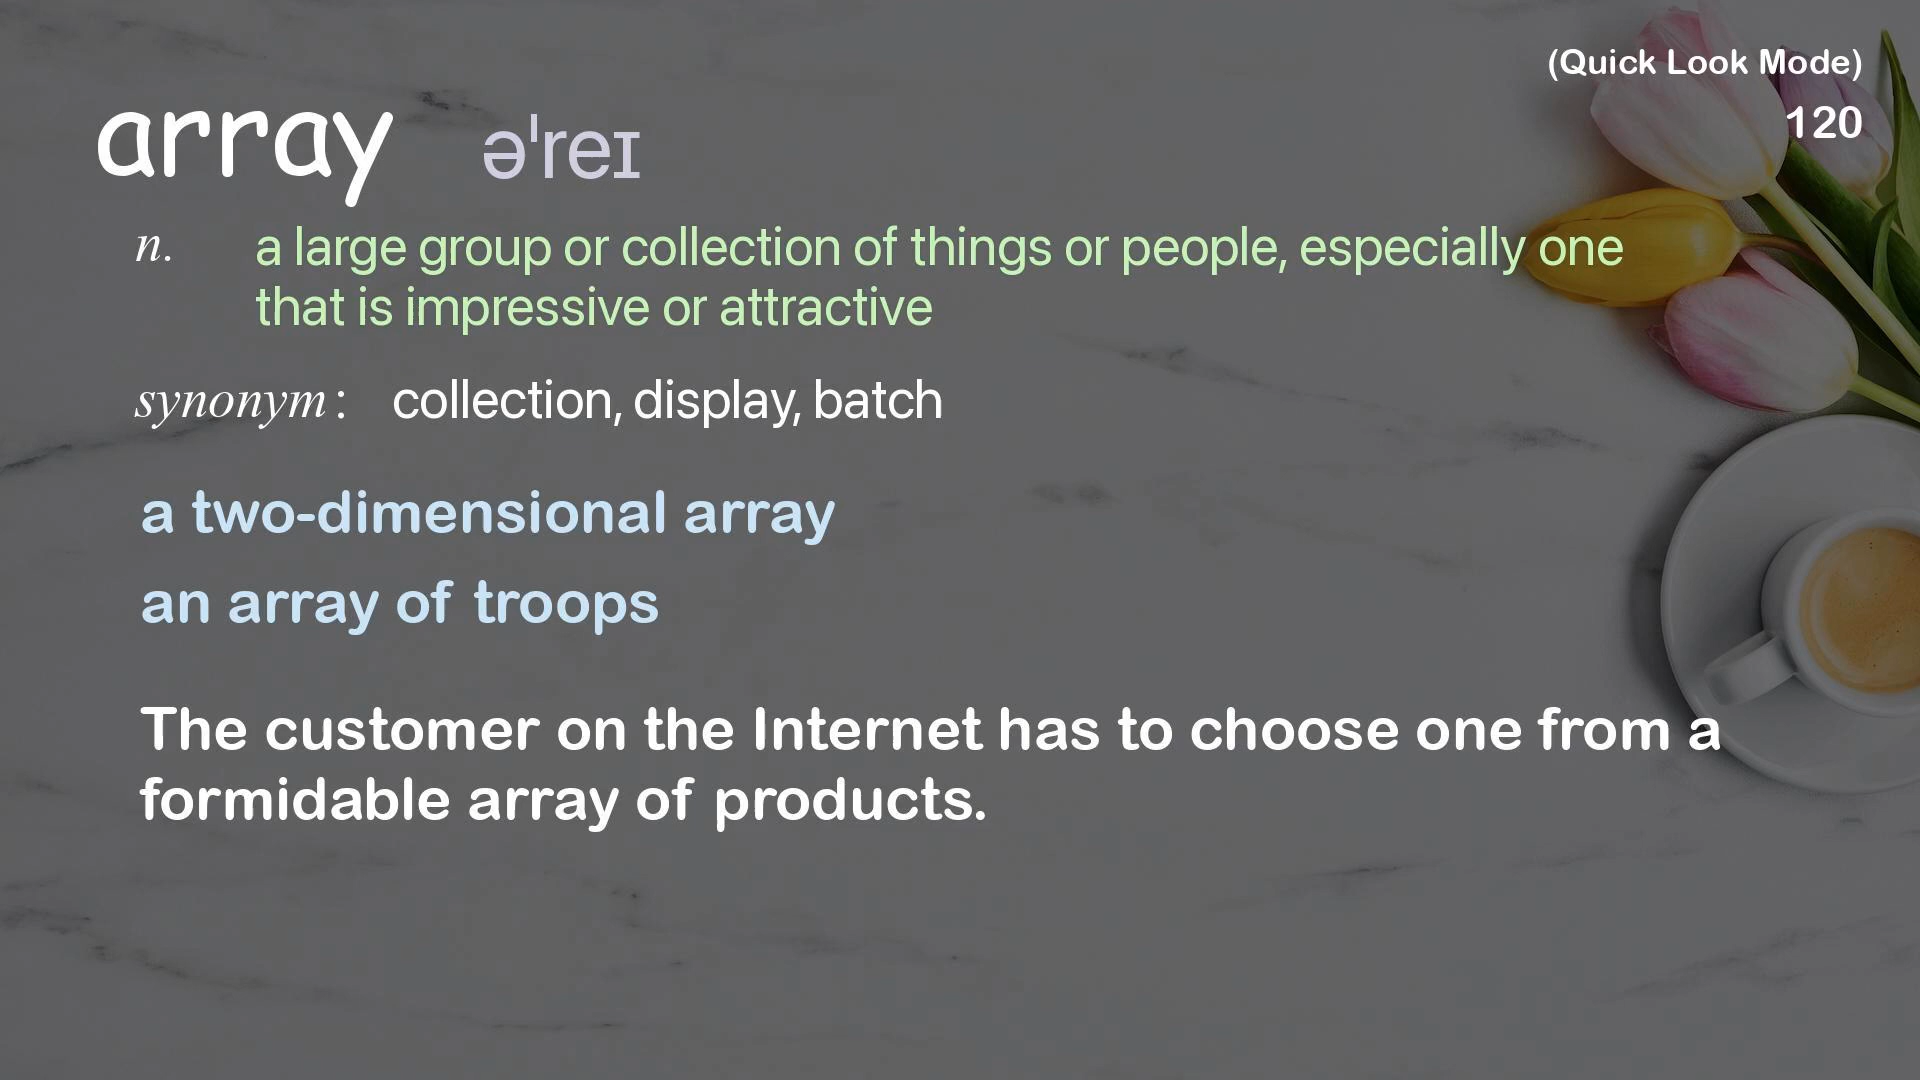 (Quick Look Mode)
120
array əˈreɪ
n. a large group or collection of things or people, especially one
that is impressive or attractive
synonym: collection, display, batch
a two-dimensional array
an array of troops
The customer on the Internet has to choose one from a
formidable array of products.